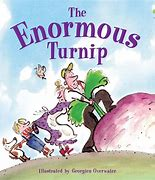 The
Enormous
Turnip
Illustrated by Georgien Overwater